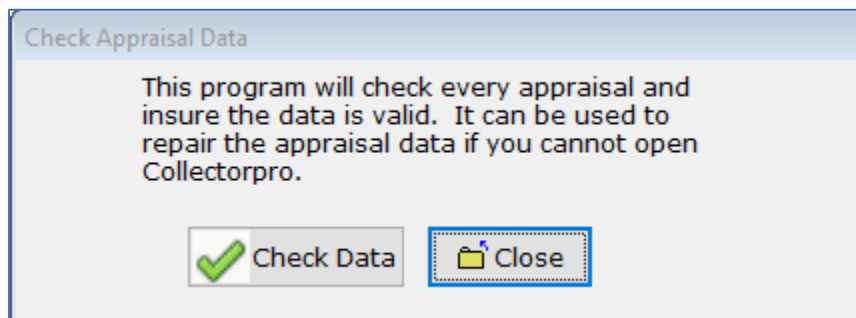 Check Appraisal Data
This program will check every appraisal and
insure the data is valid.  It can be used to
repair the appraisal data if you cannot open
Collectorpro.
Check Data
Close